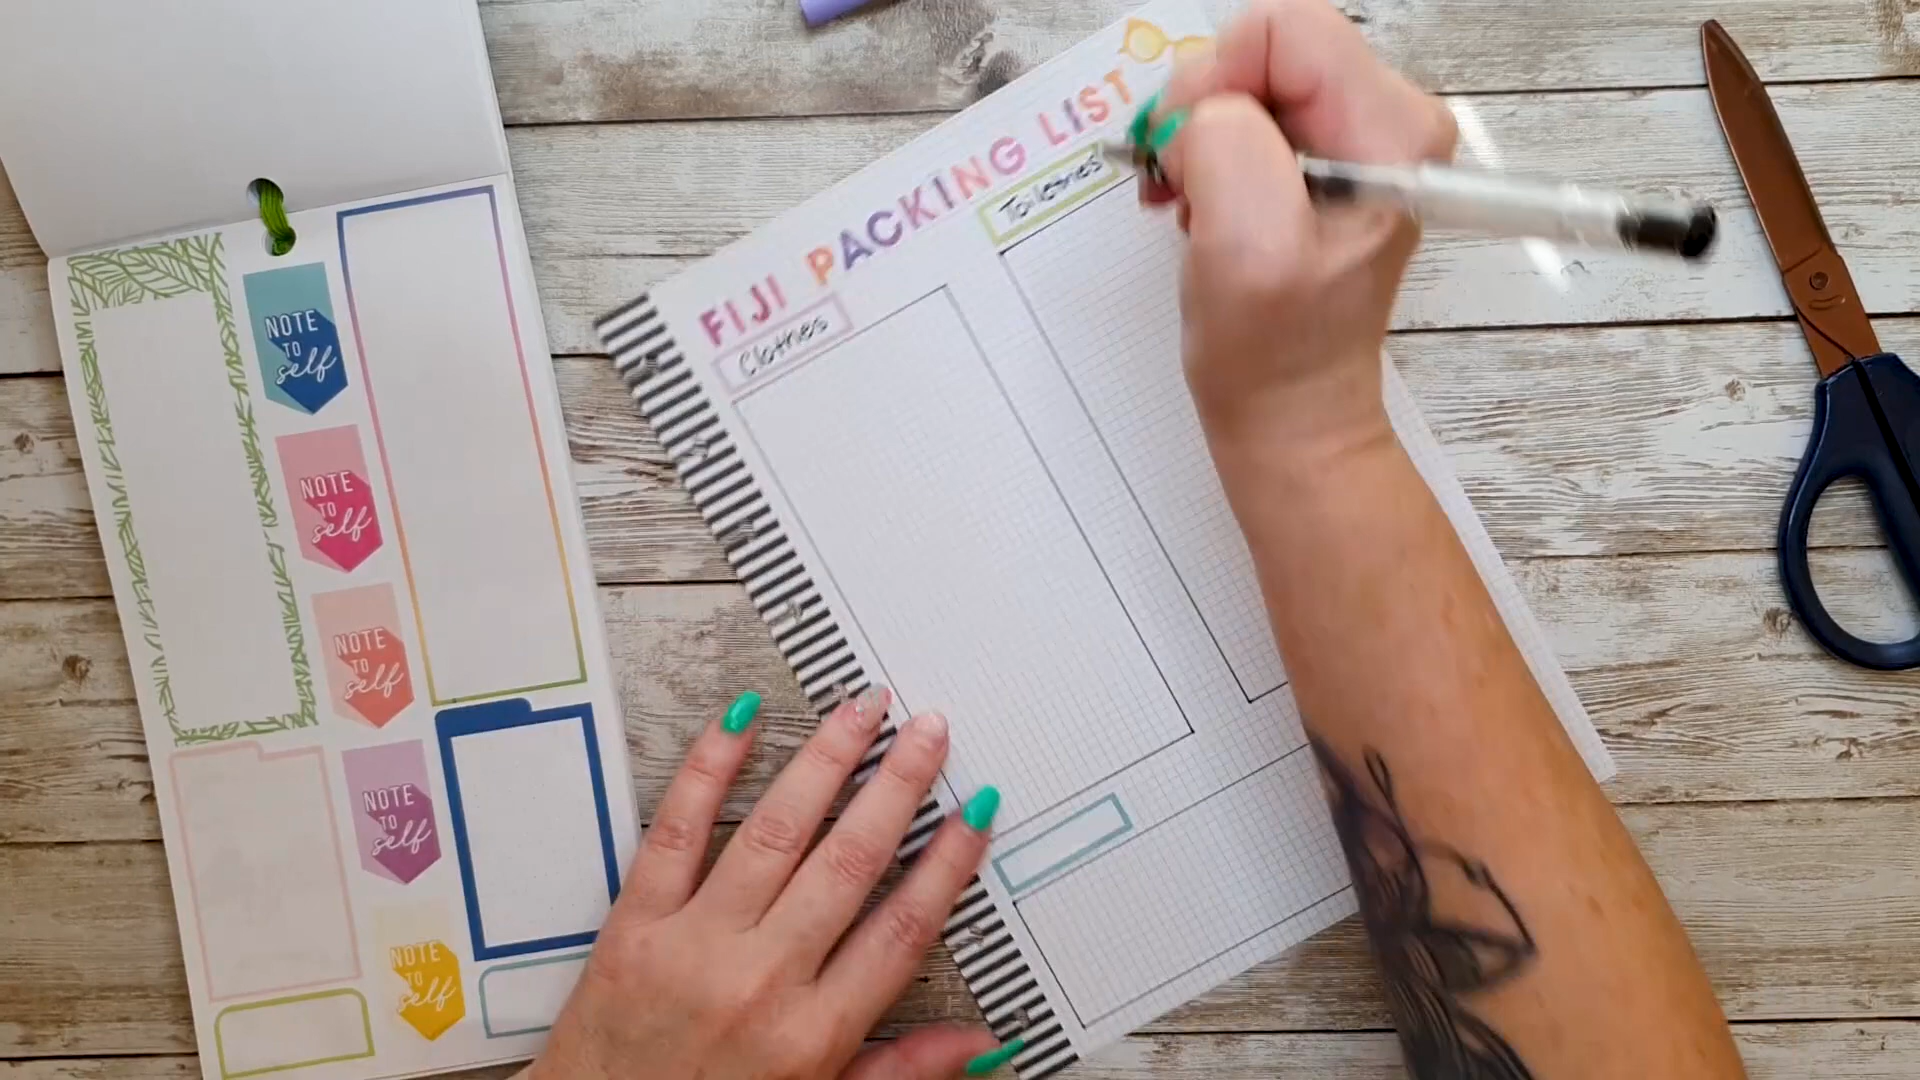 NOTE
TO
self
NOTE
TO
self
NOTE
TO
self
NOTE
TO
self
NOTE
TO
self
FIJI PACKING LIST
Clothes
Toiletries